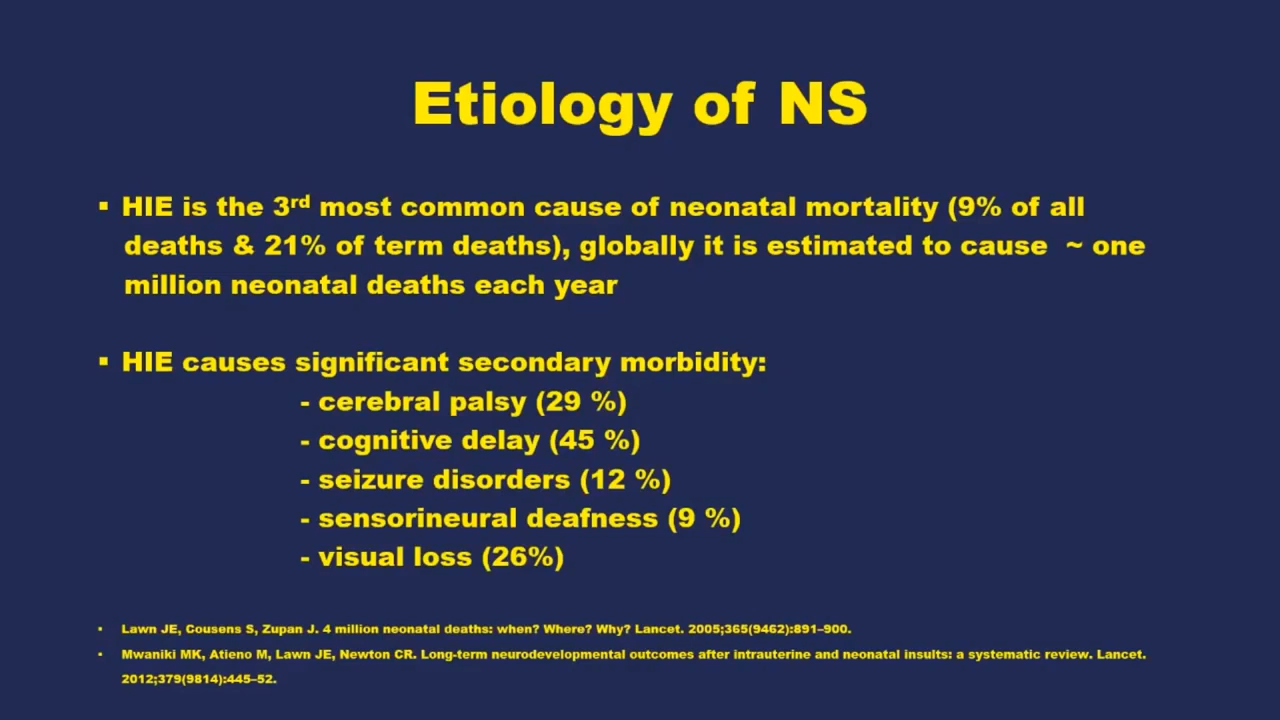 Etiology of NS
▪ HIE is the 3rd most common cause of neonatal mortality (9% of all
deaths & 21% of term deaths), globally it is estimated to cause ~ one
million neonatal deaths each year
▪ HIE causes significant secondary morbidity:
- cerebral palsy (29 %)
- cognitive delay (45 %)
- seizure disorders (12 %)
- sensorineural deafness (9 %)
- visual loss (26%)
▪ Lawn JE, Cousens S, Zupan J. 4 million neonatal deaths: when? Where? Why? Lancet. 2005;365(9462):891–900.
▪ Mwaniki MK, Atieno M, Lawn JE, Newton CR. Long-term neurodevelopmental outcomes after intrauterine and neonatal insults: a systematic review. Lancet.
2012;379(9814):445–52.